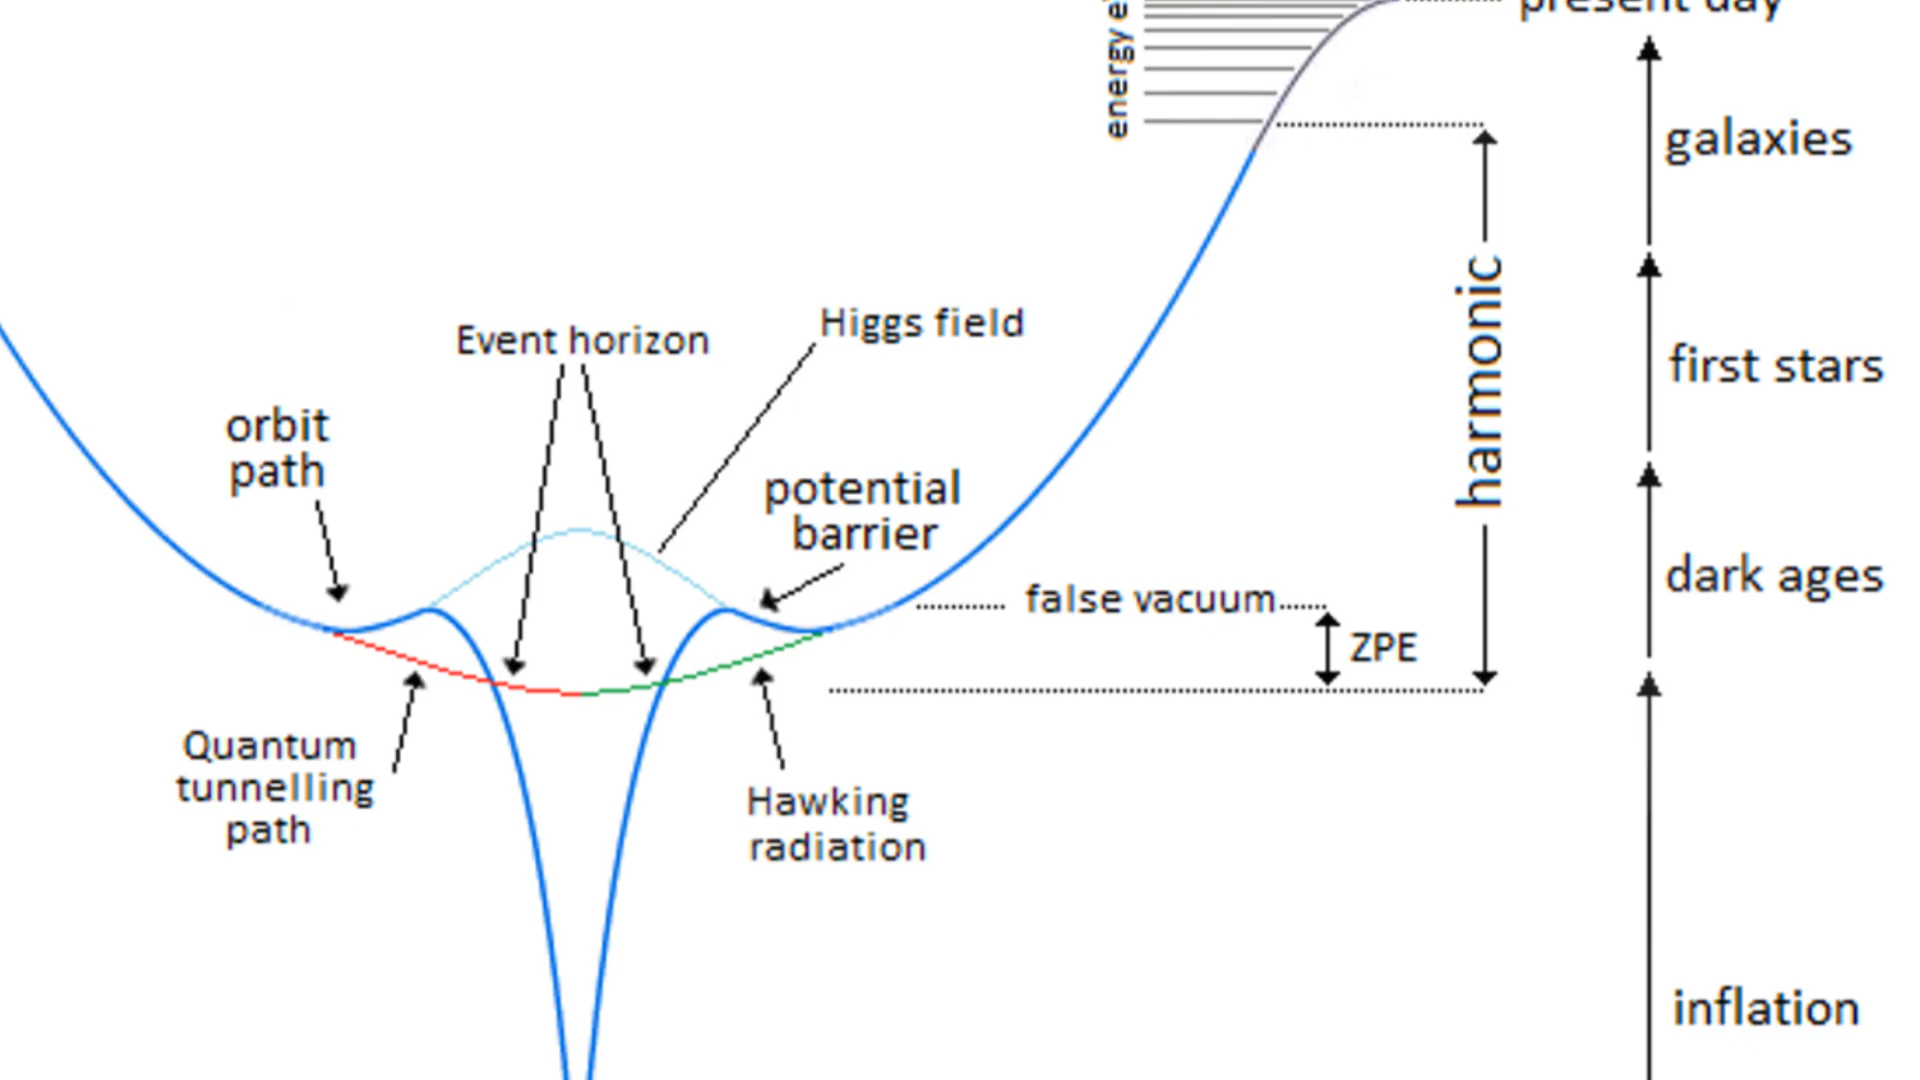 present day
energy
galaxies
harmonic
Higgs field
Event horizon
first stars
orbit
path
potential
barrier
false vacuum
dark ages
ZPE
Quantum
tunnelling
path
Hawking
radiation
inflation